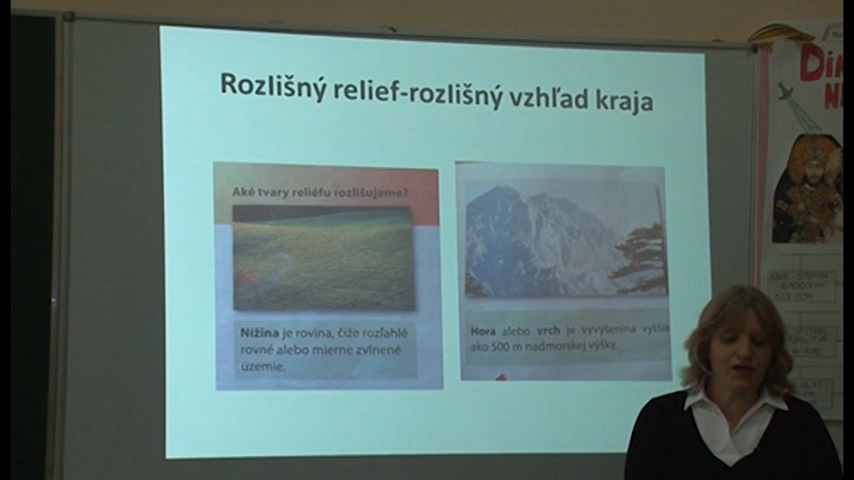 Rozlišný relief-rozlišný vzhľad kraja
Aké tvary reliéfu rozlišujeme?
Nížina je rovina, čiže rozľahlé
rovné alebo mierne zvlnené
územie.
Hora alebo vrch je vyvýšenina vyššia
ako 500 m nadmorskej výšky.